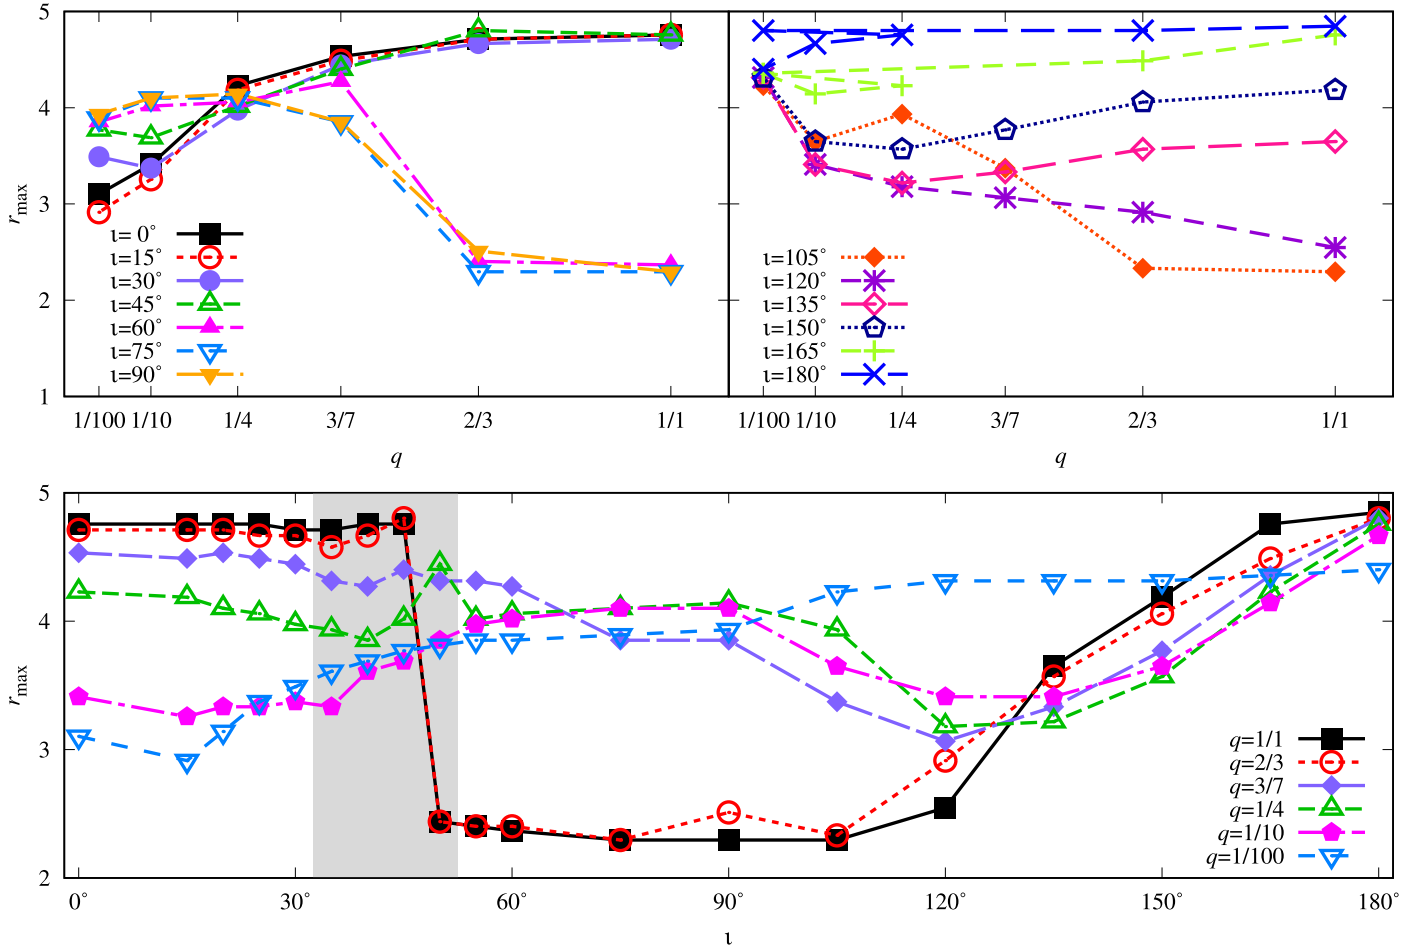 5
4
3
2
1
r_max
ι= 0°
ι=15°
ι=30°
ι=45°
ι=60°
ι=75°
ι=90°
1/100 1/10 1/4 3/7 2/3 1/1
q
ι=105°
ι=120°
ι=135°
ι=150°
ι=165°
ι=180°
1/100 1/10 1/4 3/7 2/3 1/1
q
5
4
3
2
r_max
q=1/1
q=2/3
q=3/7
q=1/4
q=1/10
q=1/100
0° 30° 60° 90° 120° 150° 180°
ι